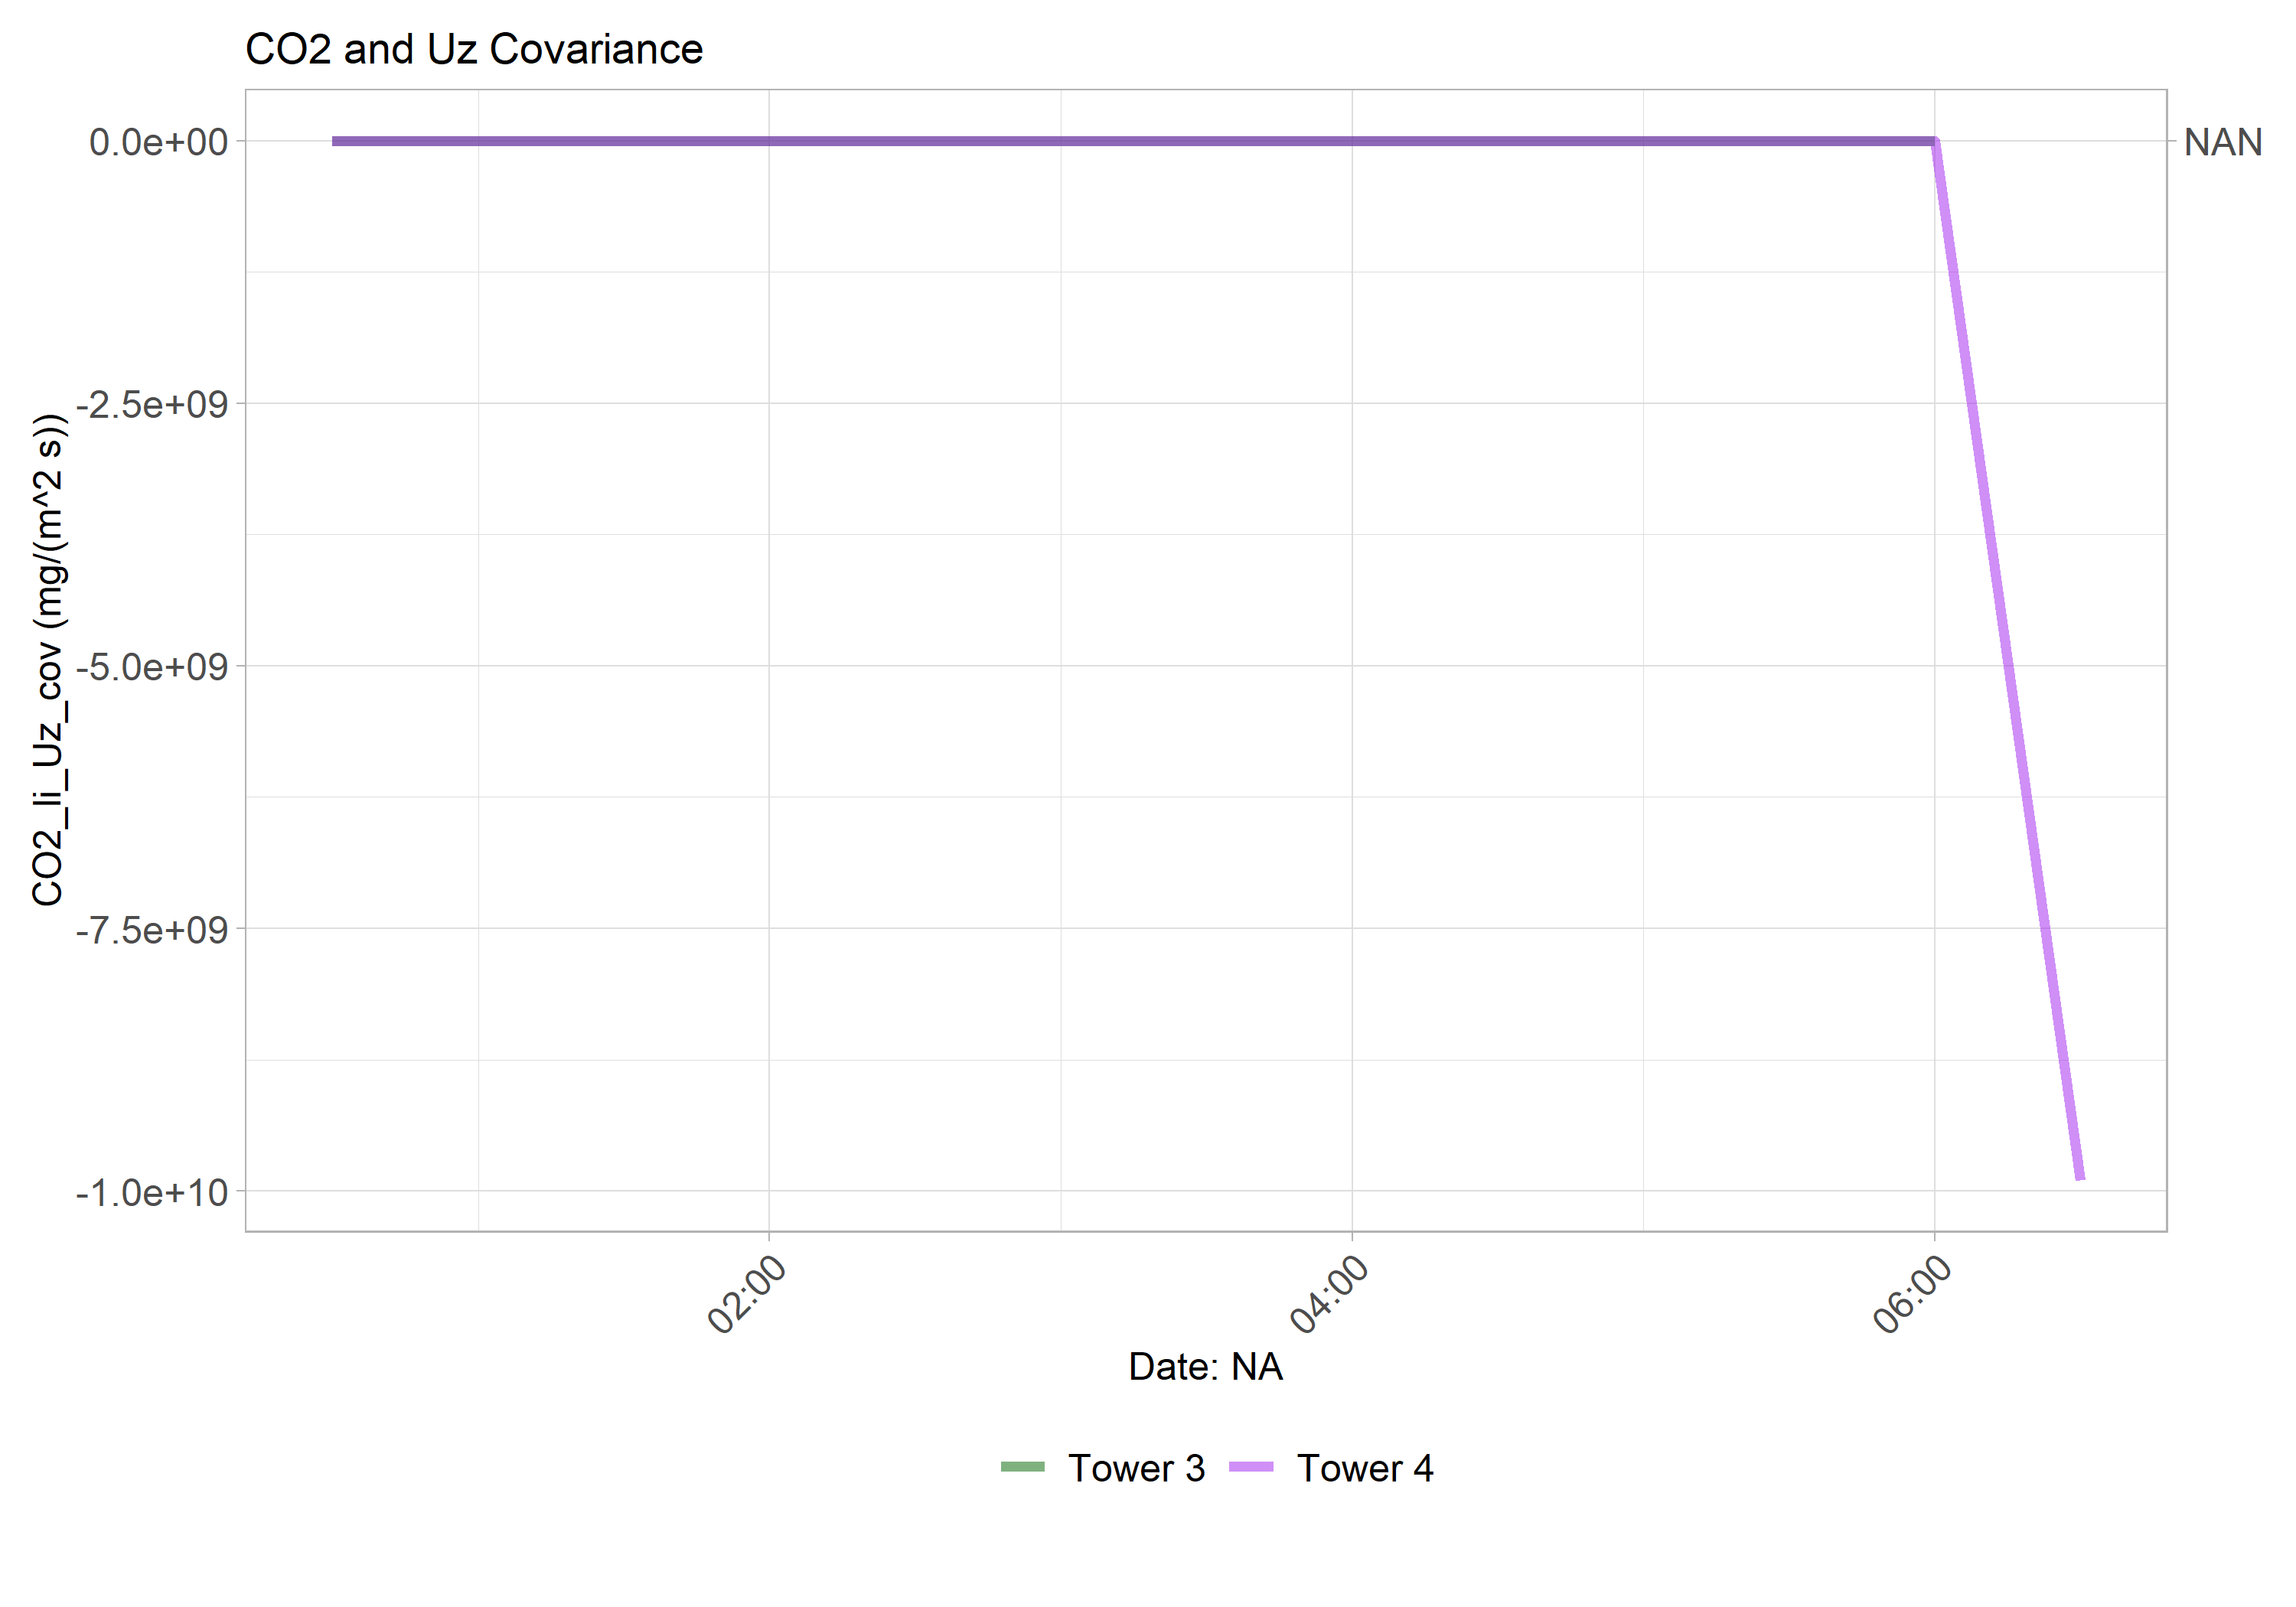 CO2 and Uz Covariance
CO2_li_Uz_cov (mg/(m^2 s))
0.0e+00
-2.5e+09
-5.0e+09
-7.5e+09
-1.0e+10
NAN
02:00
04:00
06:00
Date: NA
Tower 3
Tower 4